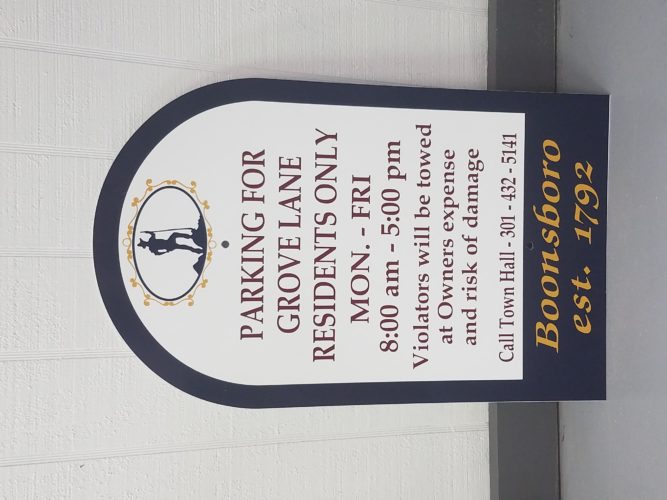 PARKING FOR
GROVE LANE
RESIDENTS ONLY
MON. - FRI
8:00 am - 5:00 pm
Violators will be towed
at Owners expense
and risk of damage
Call Town Hall - 301 - 432 - 5141
Boonsboro
est. 1792